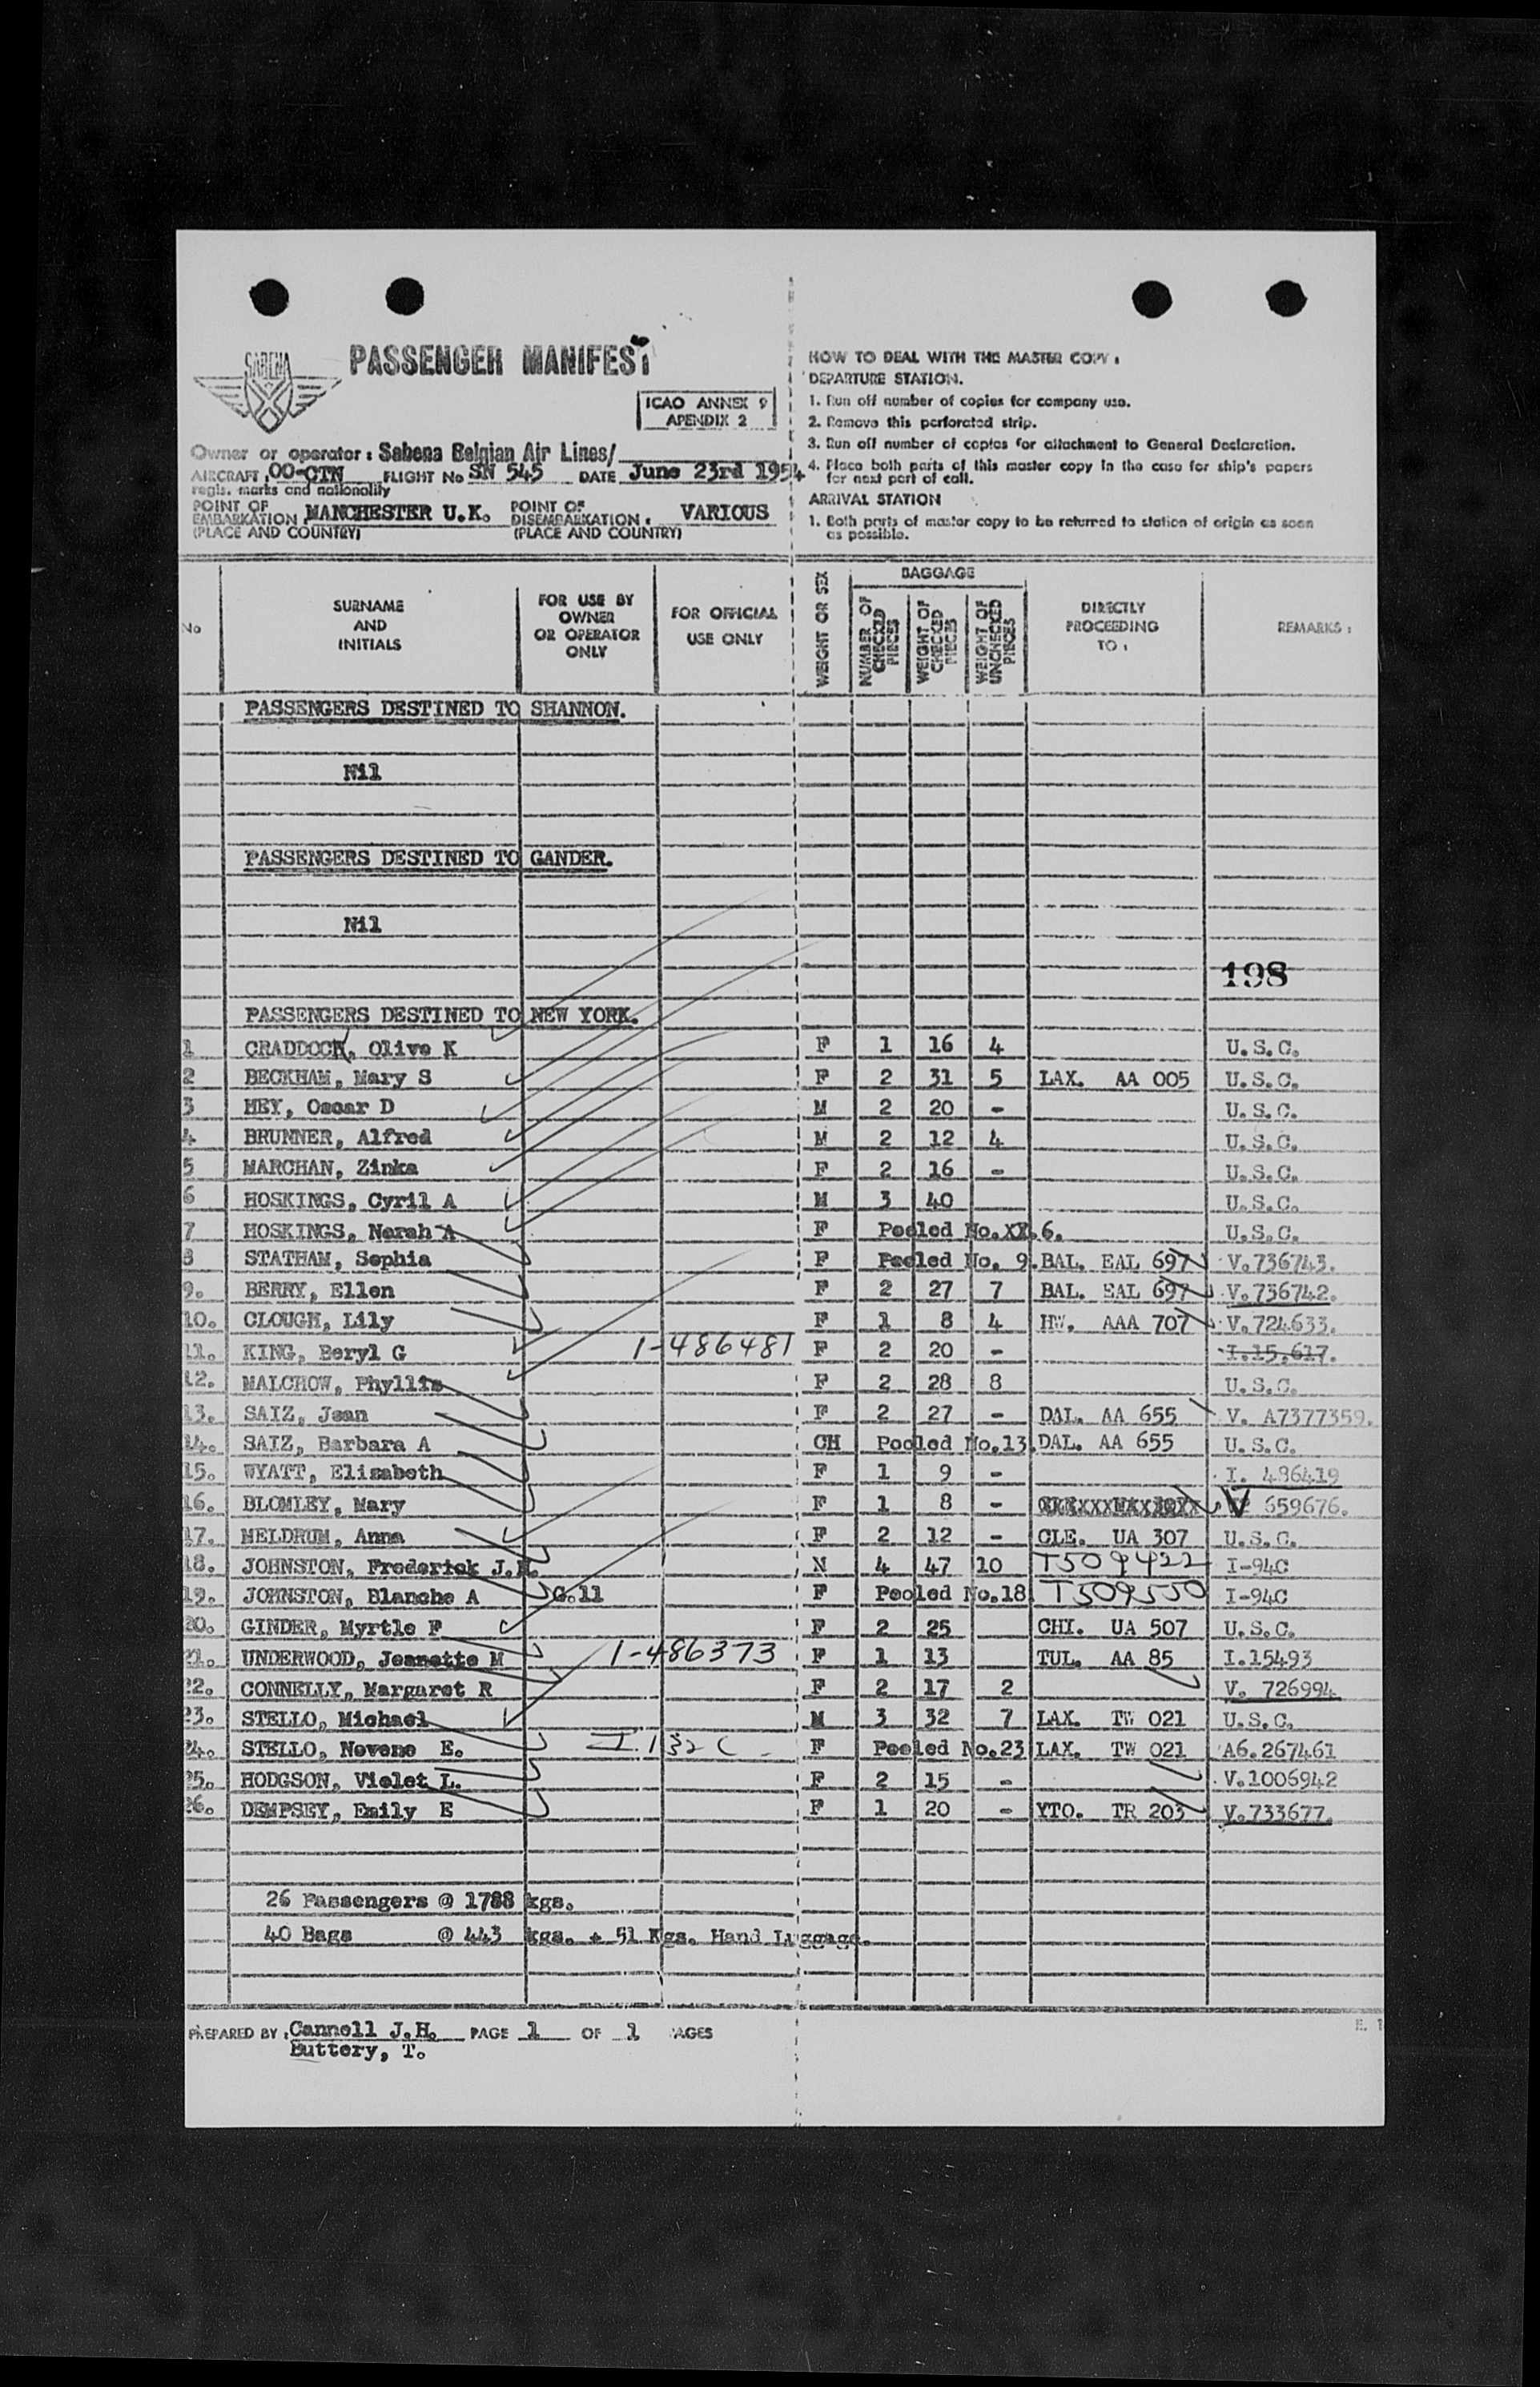 SABENA
PASSENGER MANIFEST
ICAO ANNEX 9
APENDIX 2
Owner or operator : Sabena Belgian Air Lines/
AIRCRAFT : OO-CTN FLIGHT No SN 545 DATE June 23rd 1954
regis. marks and nationality
POINT OF EMBARKATION : MANCHESTER U.K. POINT OF DISEMBARKATION : VARIOUS
(PLACE AND COUNTRY) (PLACE AND COUNTRY)
HOW TO DEAL WITH THE MASTER COPY :
DEPARTURE STATION.
1. Run off number of copies for company use.
2. Remove this perforated strip.
3. Run off number of copies for attachment to General Declaration.
4. Place both parts of this master copy in the case for ship's papers
for next part of call.
ARRIVAL STATION
1. Both parts of master copy to be returned to station of origin as soon
as possible.
No SURNAME AND INITIALS FOR USE BY OWNER OR OPERATOR ONLY FOR OFFICIAL USE ONLY WEIGHT OR SEX BAGGAGE NUMBER OF CHECKED PIECES WEIGHT OF CHECKED PIECES WEIGHT OF UNCHECKED PIECES DIRECTLY PROCEEDING TO : REMARKS :
PASSENGERS DESTINED TO SHANNON.
Nil
PASSENGERS DESTINED TO GANDER.
Nil
198
PASSENGERS DESTINED TO NEW YORK.
1 CRADDOCK, Olive K F 1 16 4 U.S.C.
2 BECKHAM, Mary S F 2 31 5 LAX. AA 005 U.S.C.
3 HEY, Oscar D M 2 20 - U.S.C.
4 BRUNNER, Alfred M 2 12 4 U.S.C.
5 MARCHAN, Zinka F 2 16 - U.S.C.
6 HOSKINGS, Cyril A M 3 40 U.S.C.
7 HOSKINGS, Norah A F Pooled No.XX.6. U.S.C.
8 STATHAM, Sophia F Pooled No. 9. BAL. EAL 697 V.736743.
9. BERRY, Ellen F 2 27 7 BAL. EAL 697 V.736742.
10. CLOUGH, Lily F 1 8 4 HW. AAA 707 V.724633.
11. KING, Beryl G 1-486481 F 2 20 - I.15.617.
12. MALCHOW, Phyllis F 2 28 8 U.S.C.
13. SAIZ, Jean F 2 27 - DAL. AA 655 V. A7377359.
14. SAIZ, Barbara A CH Pooled No.13. DAL. AA 655 U.S.C.
15. WYATT, Elizabeth F 1 9 - I. 486419
16. BLOMLEY, Mary F 1 8 - V 659676.
17. MELDRUM, Anna F 2 12 - CLE. UA 307 U.S.C.
18. JOHNSTON, Frederick J.H. N 4 47 10 T509422 I-94C
19. JOHNSTON, Blanche A G.11 F Pooled No.18 T509550 I-94C
20. GINDER, Myrtle F F 2 25 CHI. UA 507 U.S.C.
21. UNDERWOOD, Jeanette M 1-486373 F 1 13 TUL. AA 85 I.15493
22. CONNELLY, Margaret R F 2 17 2 V. 726994
23. STELLO, Michael M 3 32 7 LAX. TW 021 U.S.C.
24. STELLO, Nevene E. I 132 C F Pooled No.23 LAX. TW 021 A6.267461
25. HODGSON, Violet L. F 2 15 - V.1006942
26. DEMPSEY, Emily E F 1 20 - YTO. TR 203 V.733677.
26 Passengers @ 1788 kgs.
40 Bags @ 443 kgs. + 51 Kgs. Hand Luggage.
PREPARED BY : Cannell J.H. PAGE 1 OF 1 PAGES
Buttery, T.